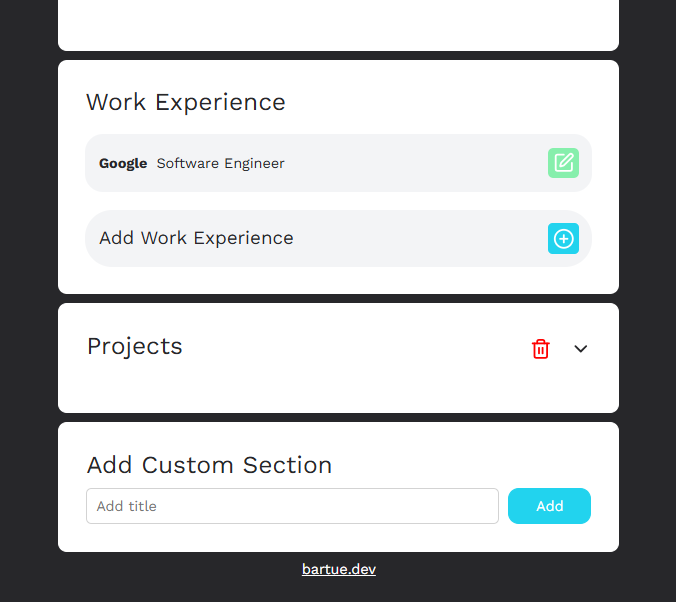 Work Experience
Google Software Engineer
Add Work Experience
Projects
Add Custom Section
Add title
Add
bartue.dev